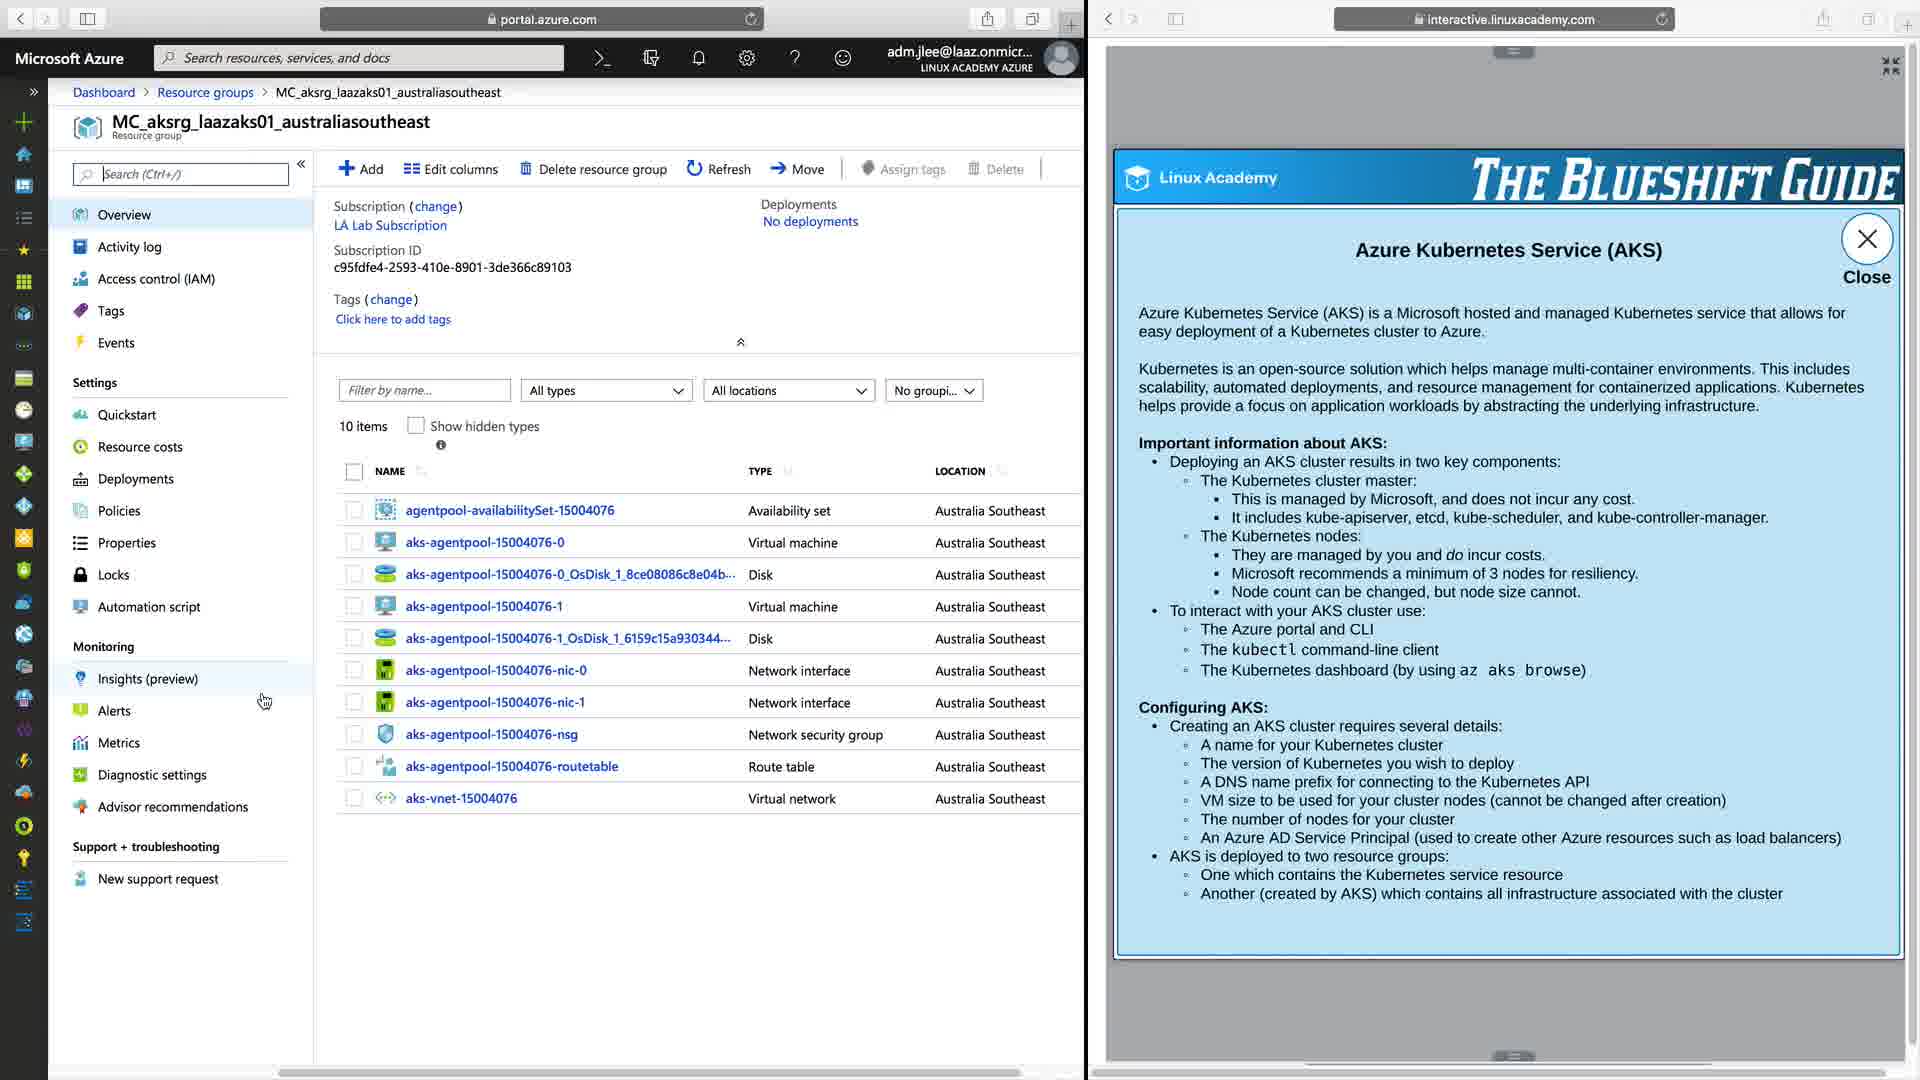 portal.azure.com
Microsoft Azure
Search resources, services, and docs
adm.jlee@laaz.onmicr...
LINUX ACADEMY AZURE
Dashboard > Resource groups > MC_aksrg_laazaks01_australiasoutheast
MC_aksrg_laazaks01_australiasoutheast
Resource group
Search (Ctrl+/)
Overview
Activity log
Access control (IAM)
Tags
Events
Settings
Quickstart
Resource costs
Deployments
Policies
Properties
Locks
Automation script
Monitoring
Insights (preview)
Alerts
Metrics
Diagnostic settings
Advisor recommendations
Support + troubleshooting
New support request
Add Edit columns Delete resource group Refresh Move Assign tags Delete
Subscription (change)
LA Lab Subscription
Subscription ID
c95fdfe4-2593-410e-8901-3de366c89103
Tags (change)
Click here to add tags
Deployments
No deployments
Filter by name... All types All locations No groupi...
10 items Show hidden types
NAME TYPE LOCATION
agentpool-availabilitySet-15004076 Availability set Australia Southeast
aks-agentpool-15004076-0 Virtual machine Australia Southeast
aks-agentpool-15004076-0_OsDisk_1_8ce08086c8e04b... Disk Australia Southeast
aks-agentpool-15004076-1 Virtual machine Australia Southeast
aks-agentpool-15004076-1_OsDisk_1_6159c15a930344... Disk Australia Southeast
aks-agentpool-15004076-nic-0 Network interface Australia Southeast
aks-agentpool-15004076-nic-1 Network interface Australia Southeast
aks-agentpool-15004076-nsg Network security group Australia Southeast
aks-agentpool-15004076-routetable Route table Australia Southeast
aks-vnet-15004076 Virtual network Australia Southeast
interactive.linuxacademy.com
Linux Academy
THE BLUESHIFT GUIDE
Azure Kubernetes Service (AKS)
Close
Azure Kubernetes Service (AKS) is a Microsoft hosted and managed Kubernetes service that allows for
easy deployment of a Kubernetes cluster to Azure.
Kubernetes is an open-source solution which helps manage multi-container environments. This includes
scalability, automated deployments, and resource management for containerized applications. Kubernetes
helps provide a focus on application workloads by abstracting the underlying infrastructure.
Important information about AKS:
• Deploying an AKS cluster results in two key components:
◦ The Kubernetes cluster master:
▪ This is managed by Microsoft, and does not incur any cost.
▪ It includes kube-apiserver, etcd, kube-scheduler, and kube-controller-manager.
◦ The Kubernetes nodes:
▪ They are managed by you and do incur costs.
▪ Microsoft recommends a minimum of 3 nodes for resiliency.
▪ Node count can be changed, but node size cannot.
• To interact with your AKS cluster use:
◦ The Azure portal and CLI
◦ The kubectl command-line client
◦ The Kubernetes dashboard (by using az aks browse)
Configuring AKS:
• Creating an AKS cluster requires several details:
◦ A name for your Kubernetes cluster
◦ The version of Kubernetes you wish to deploy
◦ A DNS name prefix for connecting to the Kubernetes API
◦ VM size to be used for your cluster nodes (cannot be changed after creation)
◦ The number of nodes for your cluster
◦ An Azure AD Service Principal (used to create other Azure resources such as load balancers)
• AKS is deployed to two resource groups:
◦ One which contains the Kubernetes service resource
◦ Another (created by AKS) which contains all infrastructure associated with the cluster